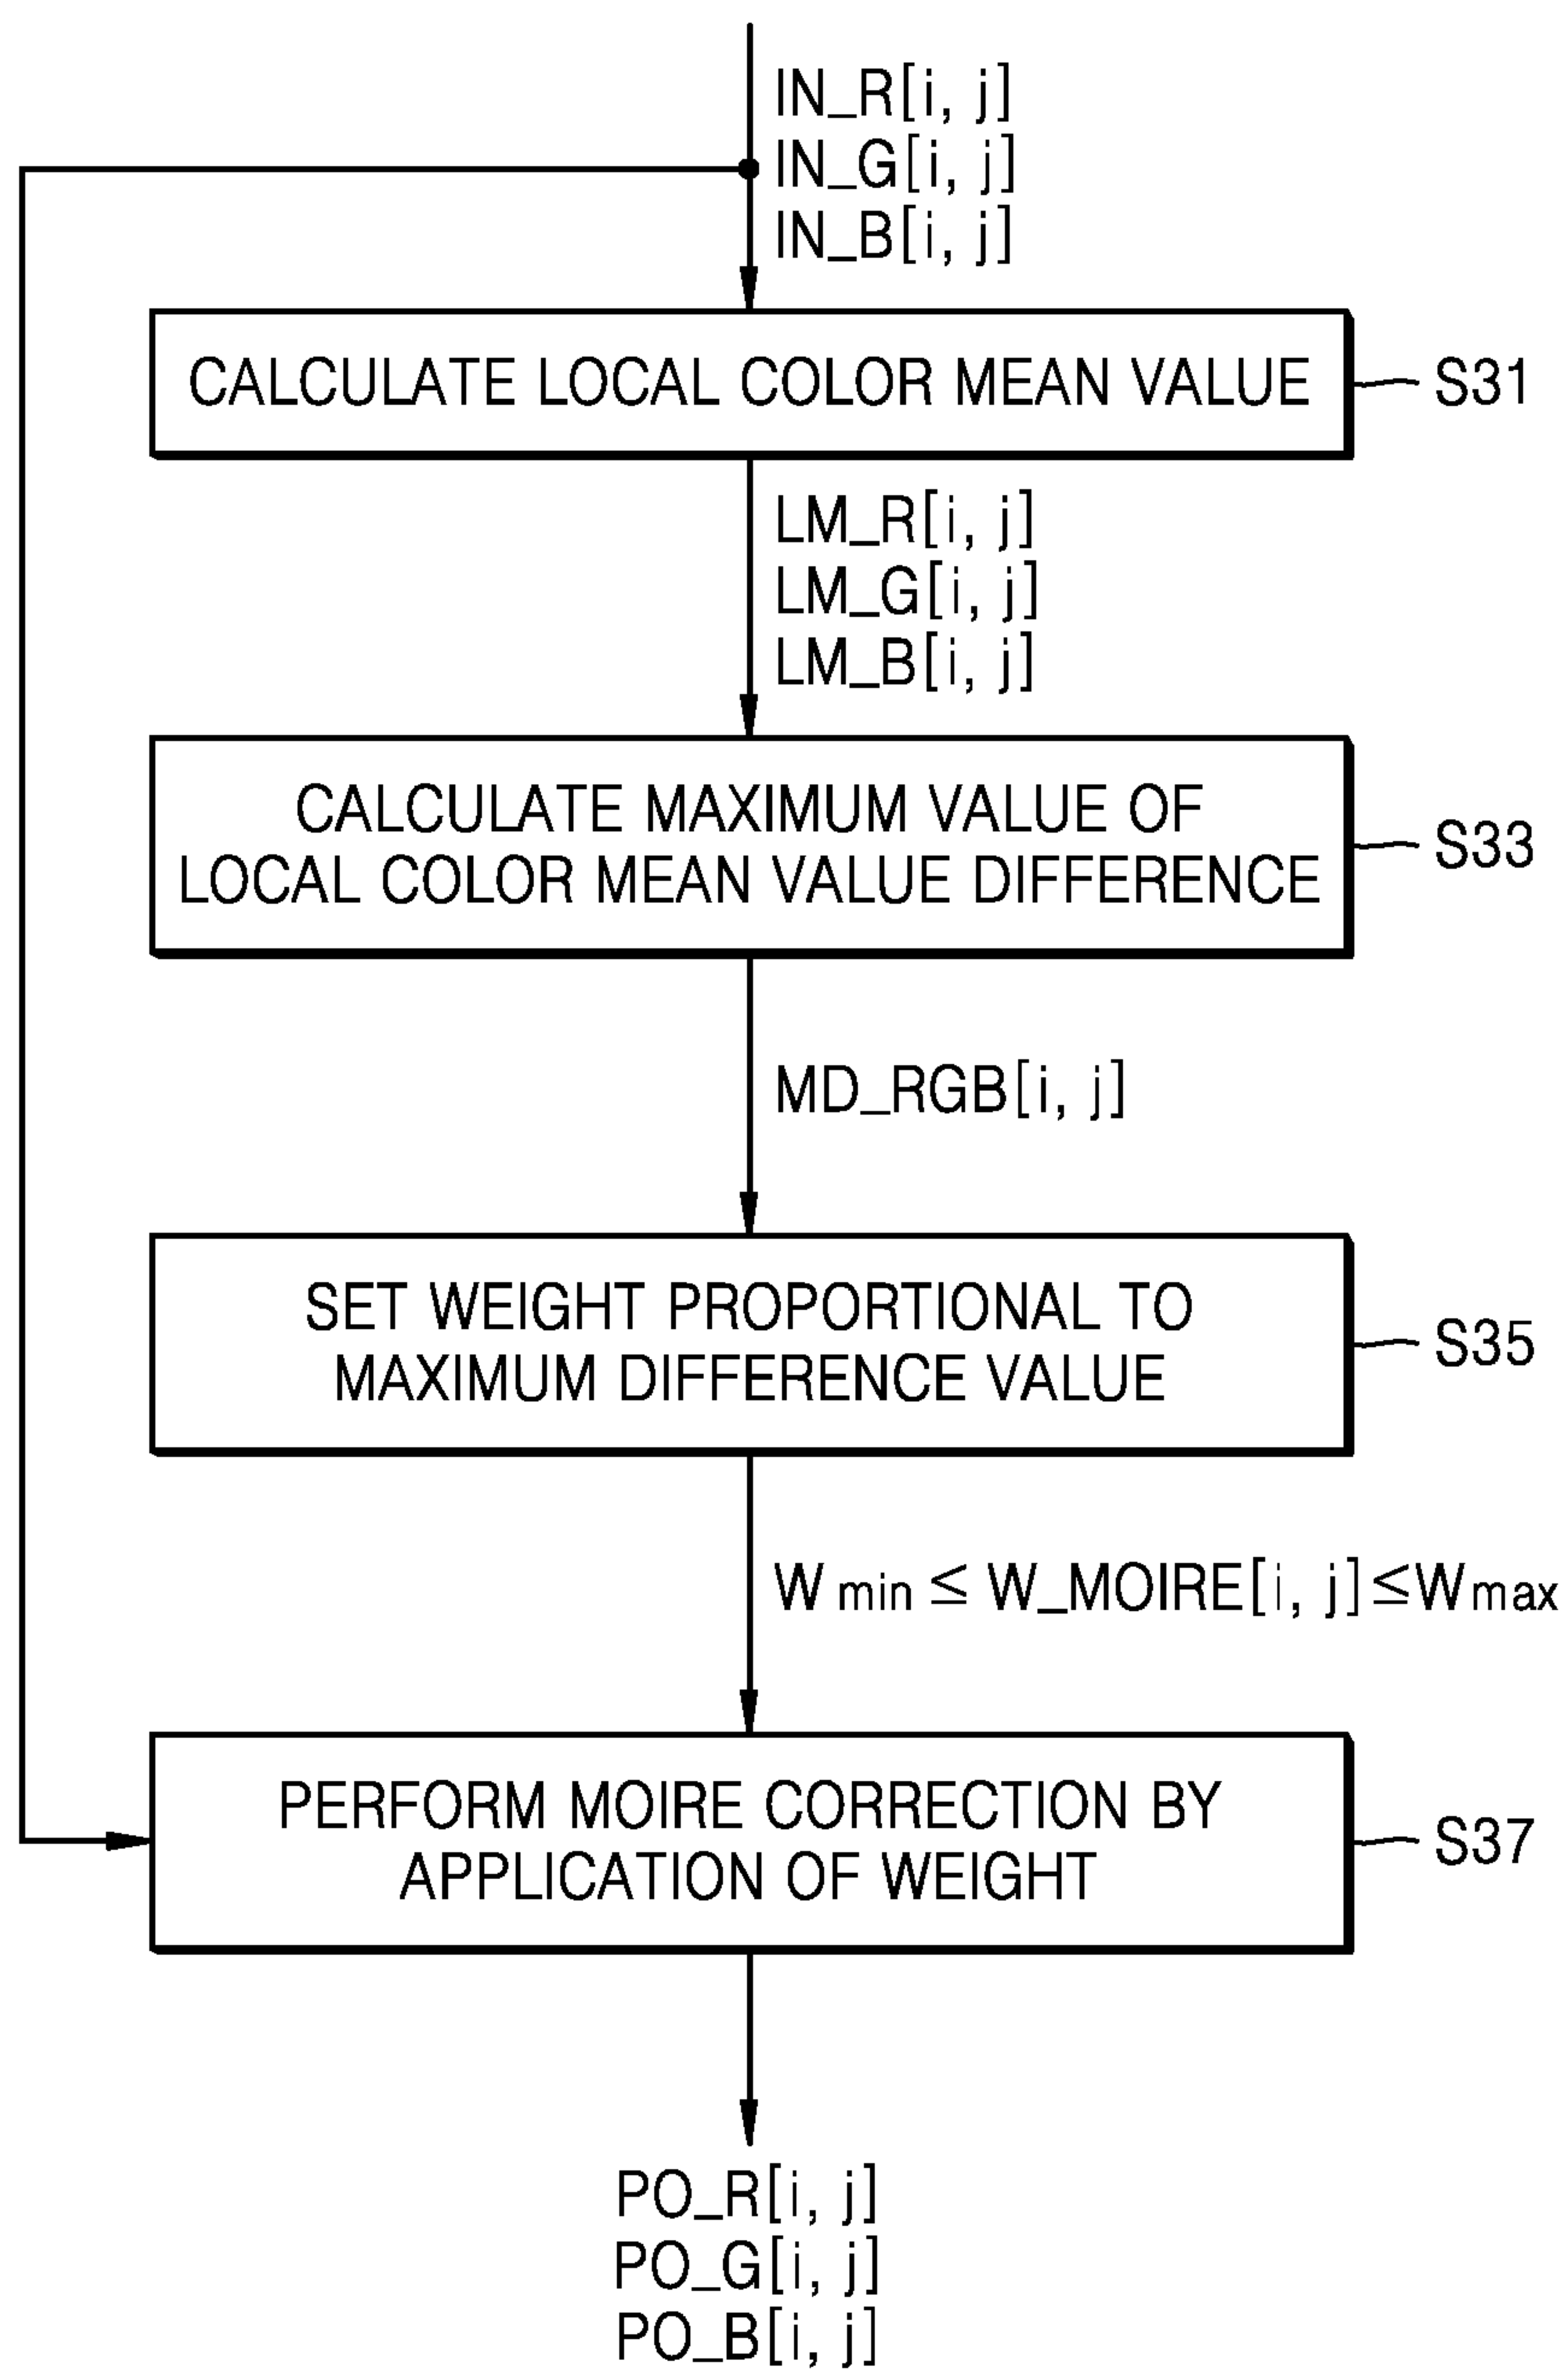 IN_R[i, j]
IN_G[i, j]
IN_B[i, j]
CALCULATE LOCAL COLOR MEAN VALUE
S31
LM_R[i, j]
LM_G[i, j]
LM_B[i, j]
CALCULATE MAXIMUM VALUE OF
LOCAL COLOR MEAN VALUE DIFFERENCE
S33
MD_RGB[i, j]
SET WEIGHT PROPORTIONAL TO
MAXIMUM DIFFERENCE VALUE
S35
Wmin ≤ W_MOIRE[i, j]≤Wmax
PERFORM MOIRE CORRECTION BY
APPLICATION OF WEIGHT
S37
PO_R[i, j]
PO_G[i, j]
PO_B[i, j]